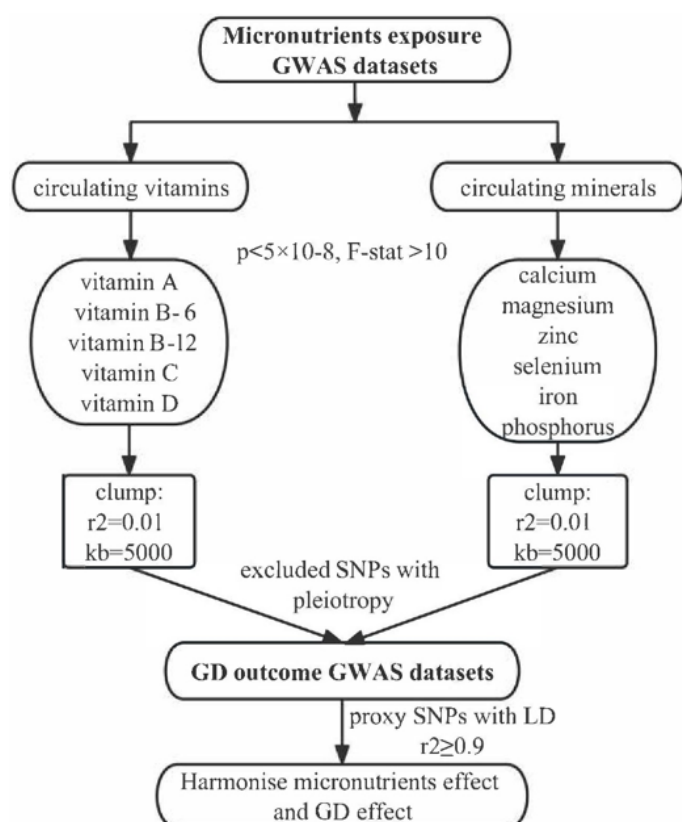 Micronutrients exposure
GWAS datasets
circulating vitamins
circulating minerals
p<5×10-8, F-stat >10
vitamin A
vitamin B-6
vitamin B-12
vitamin C
vitamin D
calcium
magnesium
zinc
selenium
iron
phosphorus
clump:
r2=0.01
kb=5000
clump:
r2=0.01
kb=5000
excluded SNPs with
pleiotropy
GD outcome GWAS datasets
proxy SNPs with LD
r2≥0.9
Harmonise micronutrients effect
and GD effect